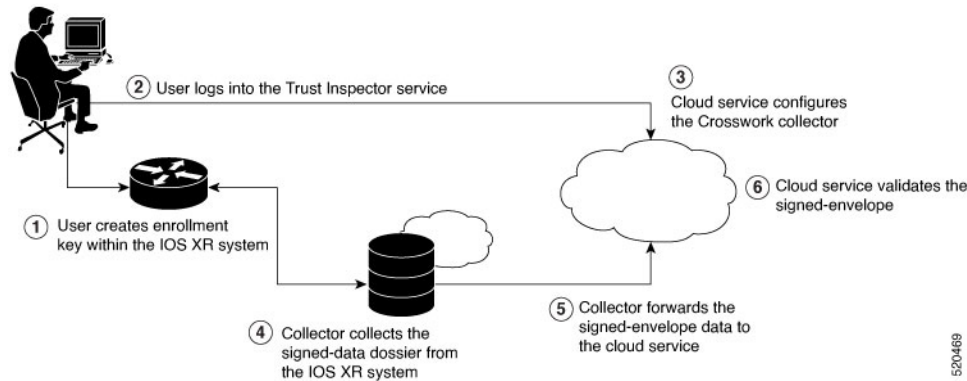 ② User logs into the Trust Inspector service
③
Cloud service configures
the Crosswork collector
① User creates enrollment
key within the IOS XR system
⑥ Cloud service validates the
signed-envelope
④ Collector collects the
signed-data dossier from
the IOS XR system
⑤ Collector forwards the
signed-envelope data to
the cloud service
520469